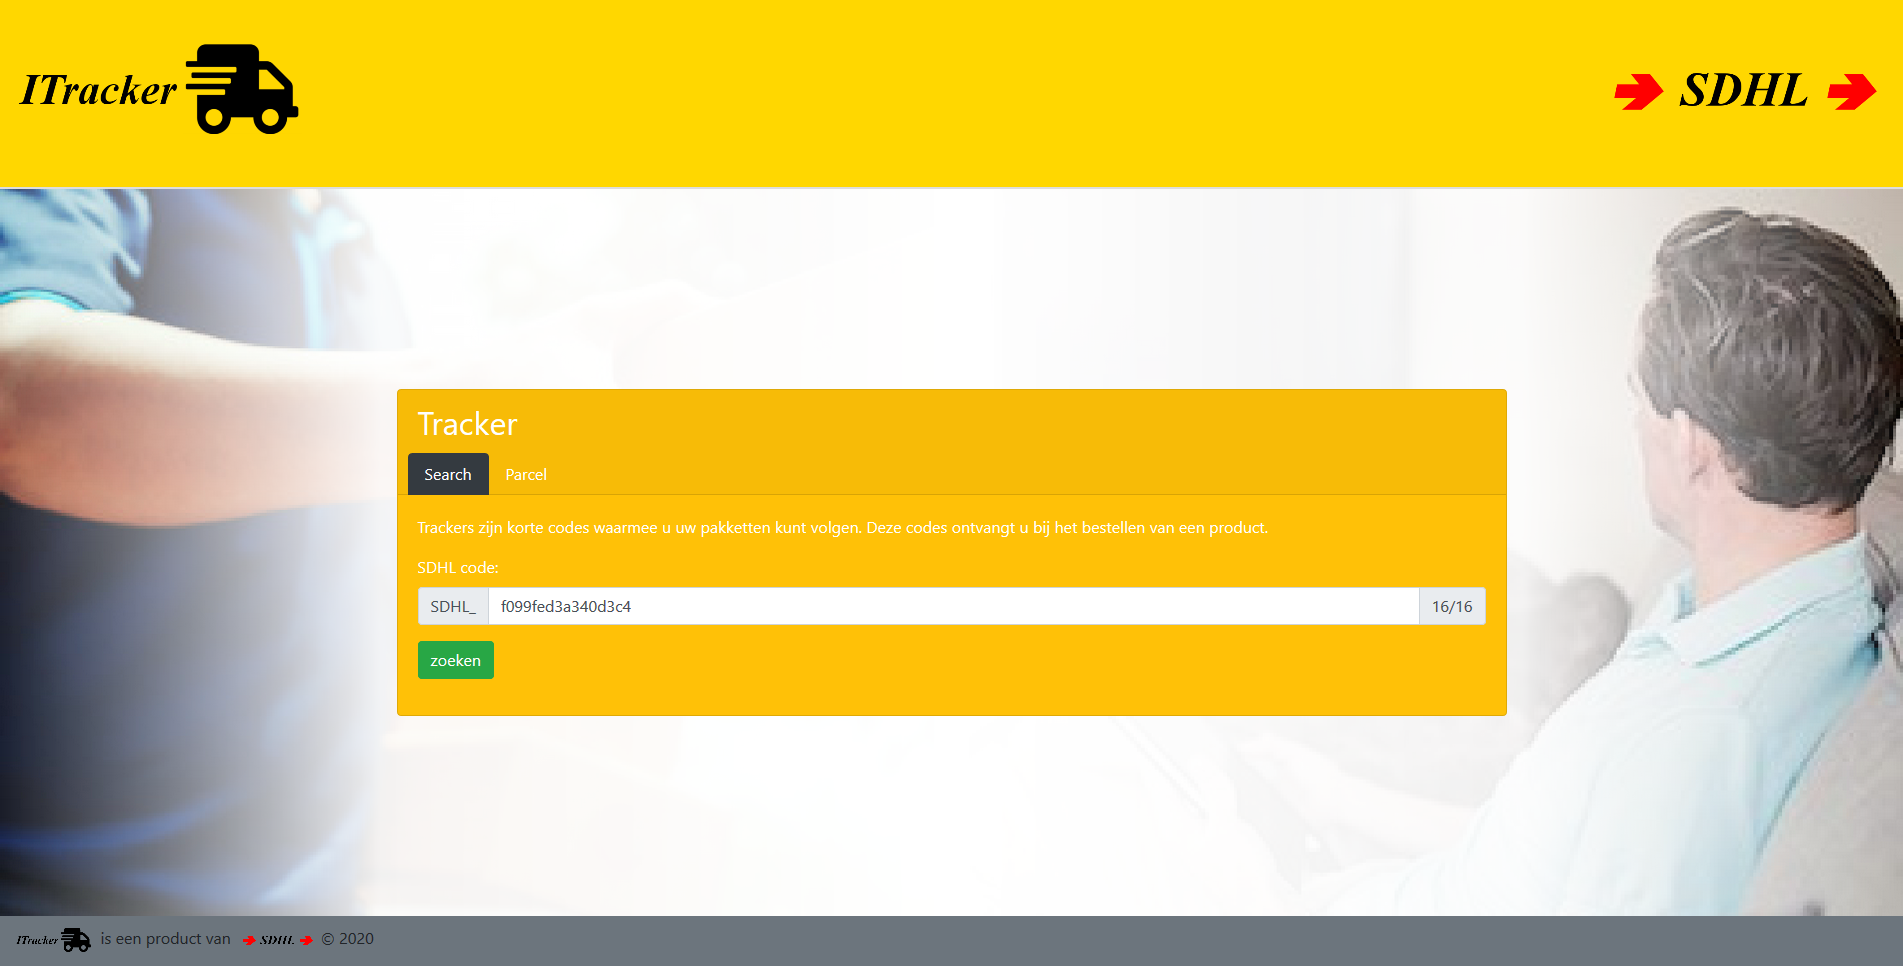 ITracker
SDHL
Tracker
Search
Parcel
Trackers zijn korte codes waarmee u uw pakketten kunt volgen. Deze codes ontvangt u bij het bestellen van een product.
SDHL code:
SDHL_ f099fed3a340d3c4 16/16
zoeken
ITracker is een product van SDHL © 2020